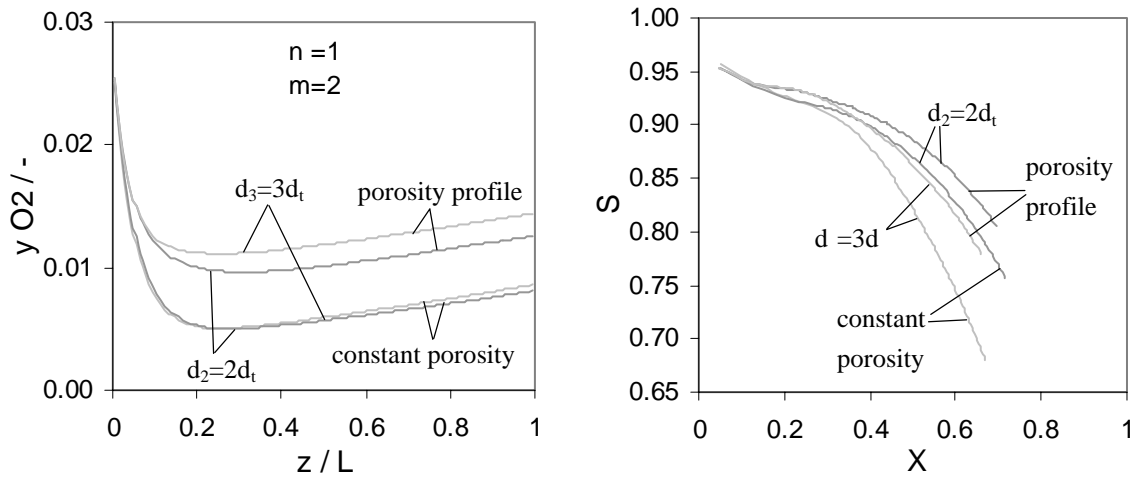 0.03
n =1
m=2
0.02
d₃=3dₜ
porosity profile
y O2 / -
0.01
constant porosity
d₂=2dₜ
0.00
0 0.2 0.4 0.6 0.8 1
z / L
1.00
0.95
d₂=2dₜ
0.90
porosity
0.85
profile
S
0.80
d =3d
0.75
constant
0.70
porosity
0.65
0 0.2 0.4 0.6 0.8 1
X